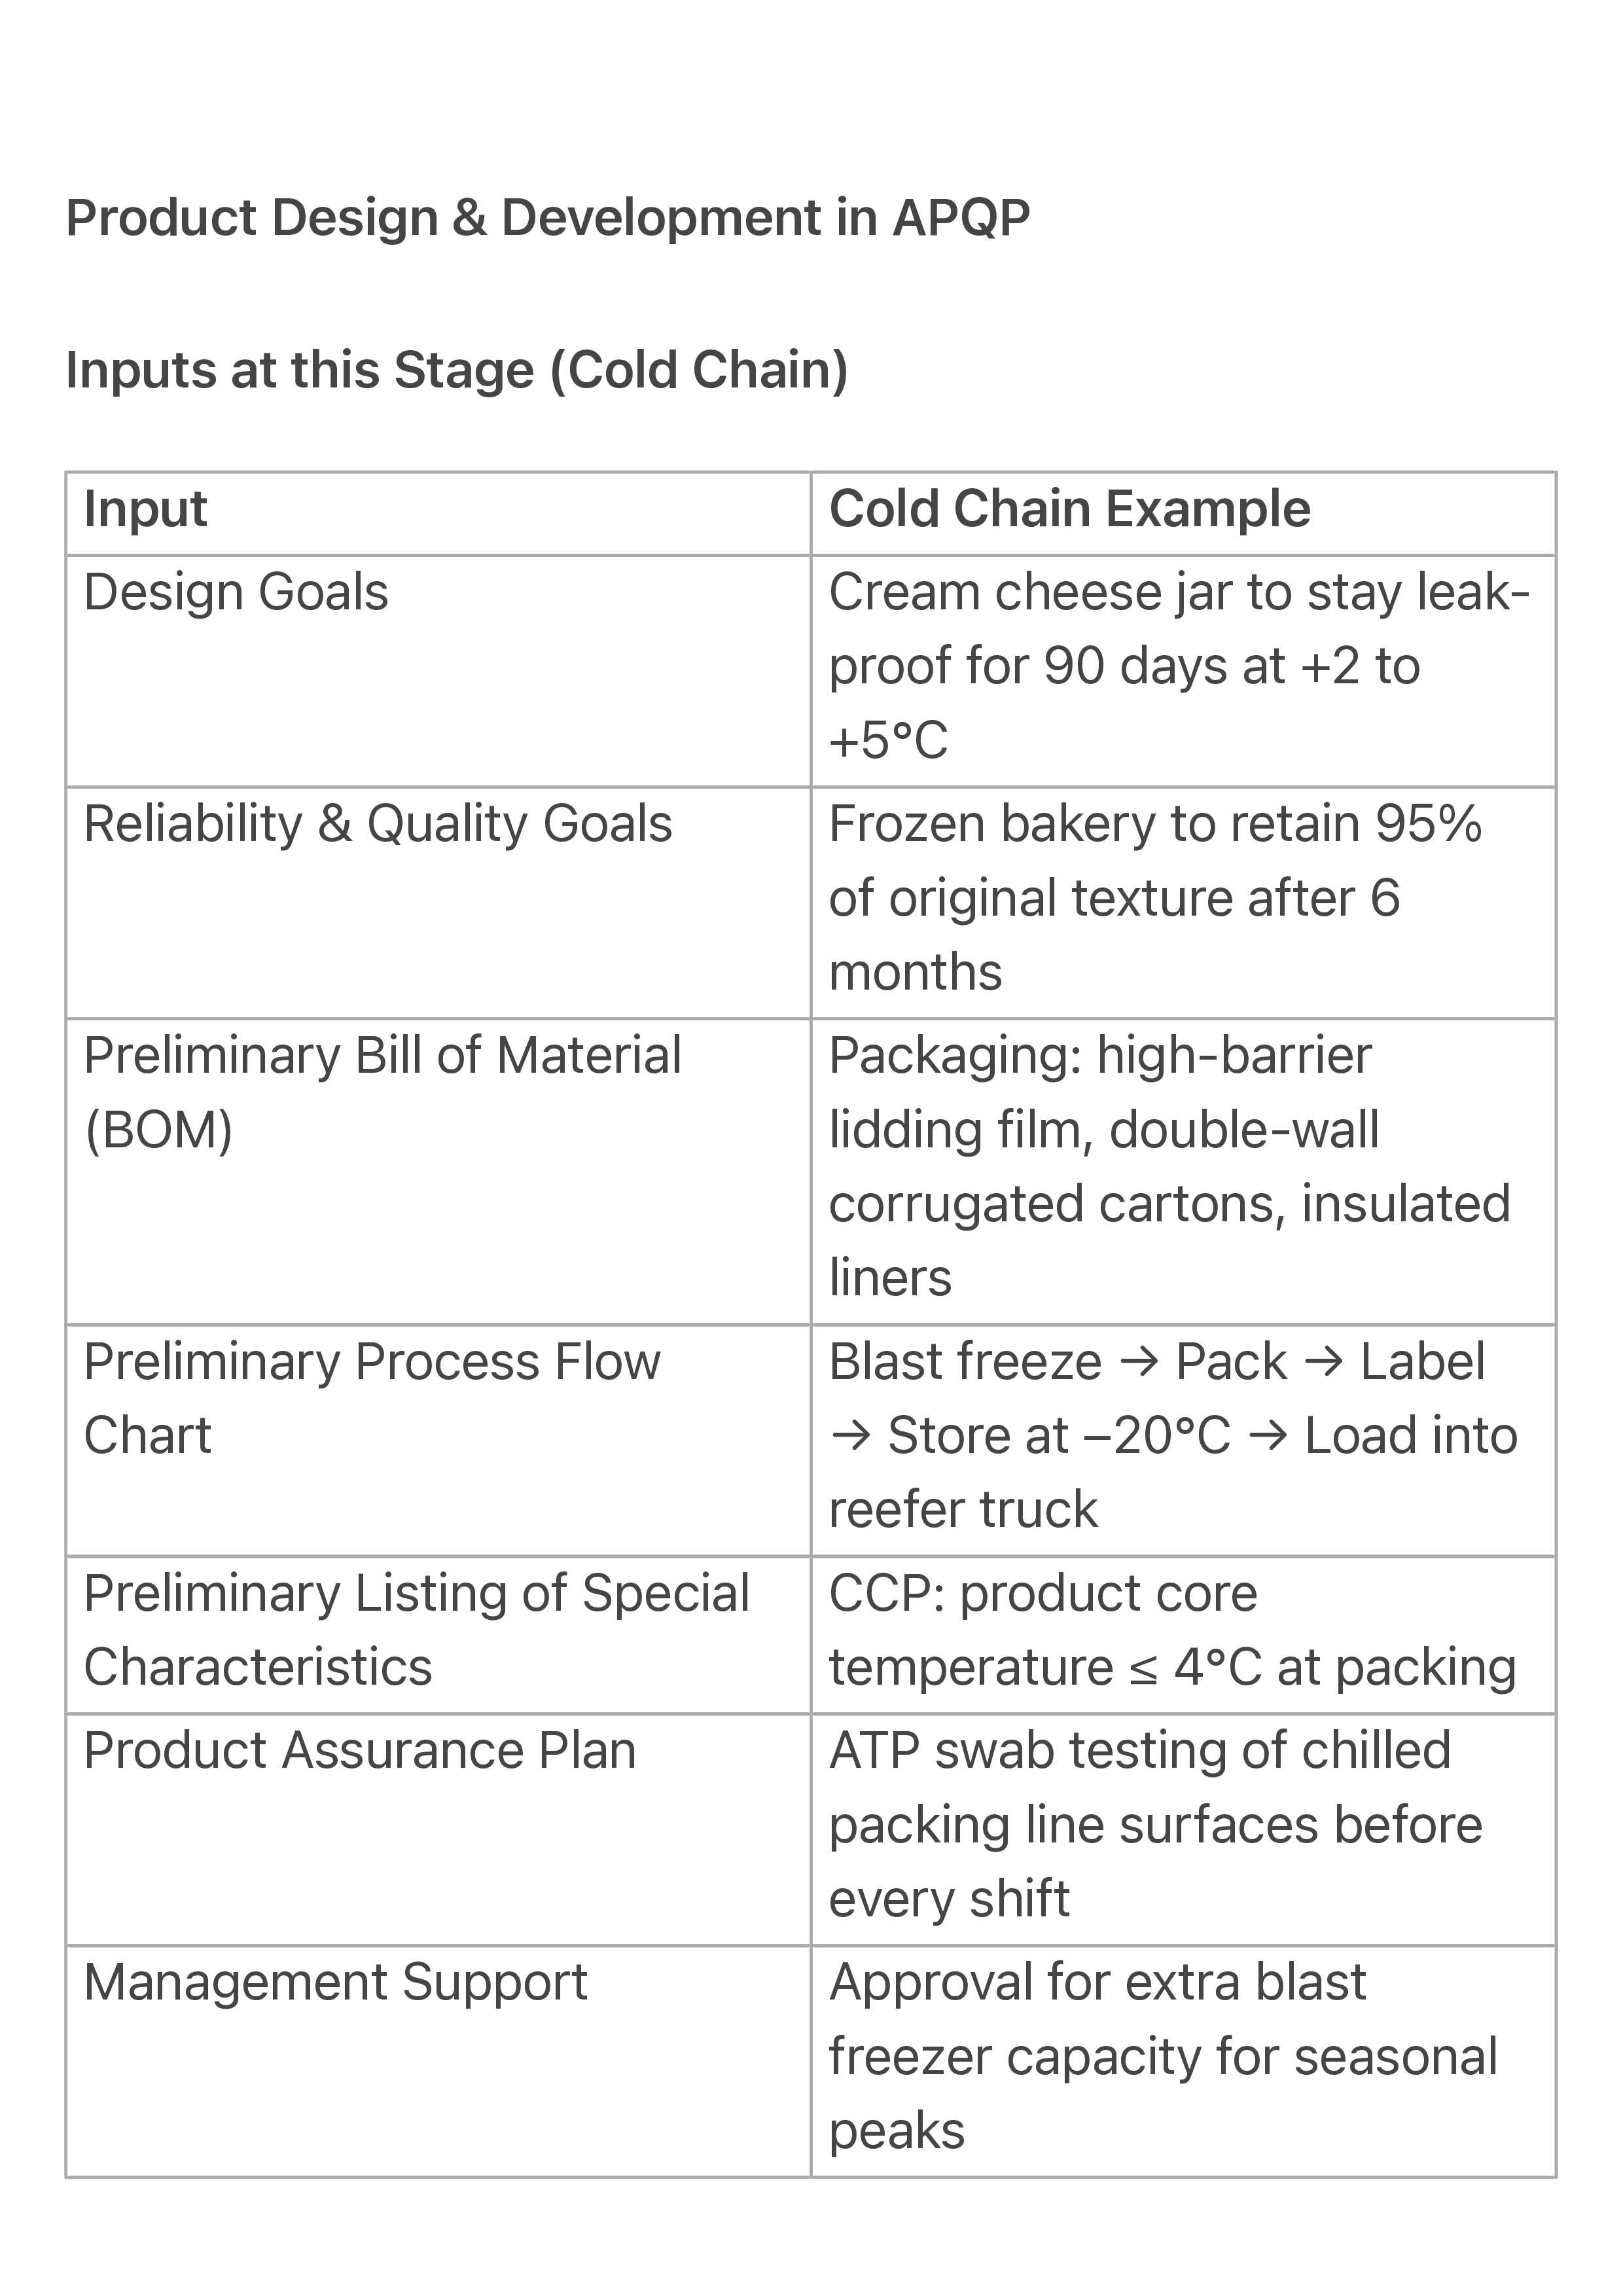 Product Design & Development in APQP
Inputs at this Stage (Cold Chain)
Input
Cold Chain Example
Design Goals
Cream cheese jar to stay leak-
proof for 90 days at +2 to
+5°C
Reliability & Quality Goals
Frozen bakery to retain 95%
of original texture after 6
months
Preliminary Bill of Material
(BOM)
Packaging: high-barrier
lidding film, double-wall
corrugated cartons, insulated
liners
Preliminary Process Flow
Chart
Blast freeze → Pack → Label
→ Store at –20°C → Load into
reefer truck
Preliminary Listing of Special
Characteristics
CCP: product core
temperature ≤ 4°C at packing
Product Assurance Plan
ATP swab testing of chilled
packing line surfaces before
every shift
Management Support
Approval for extra blast
freezer capacity for seasonal
peaks